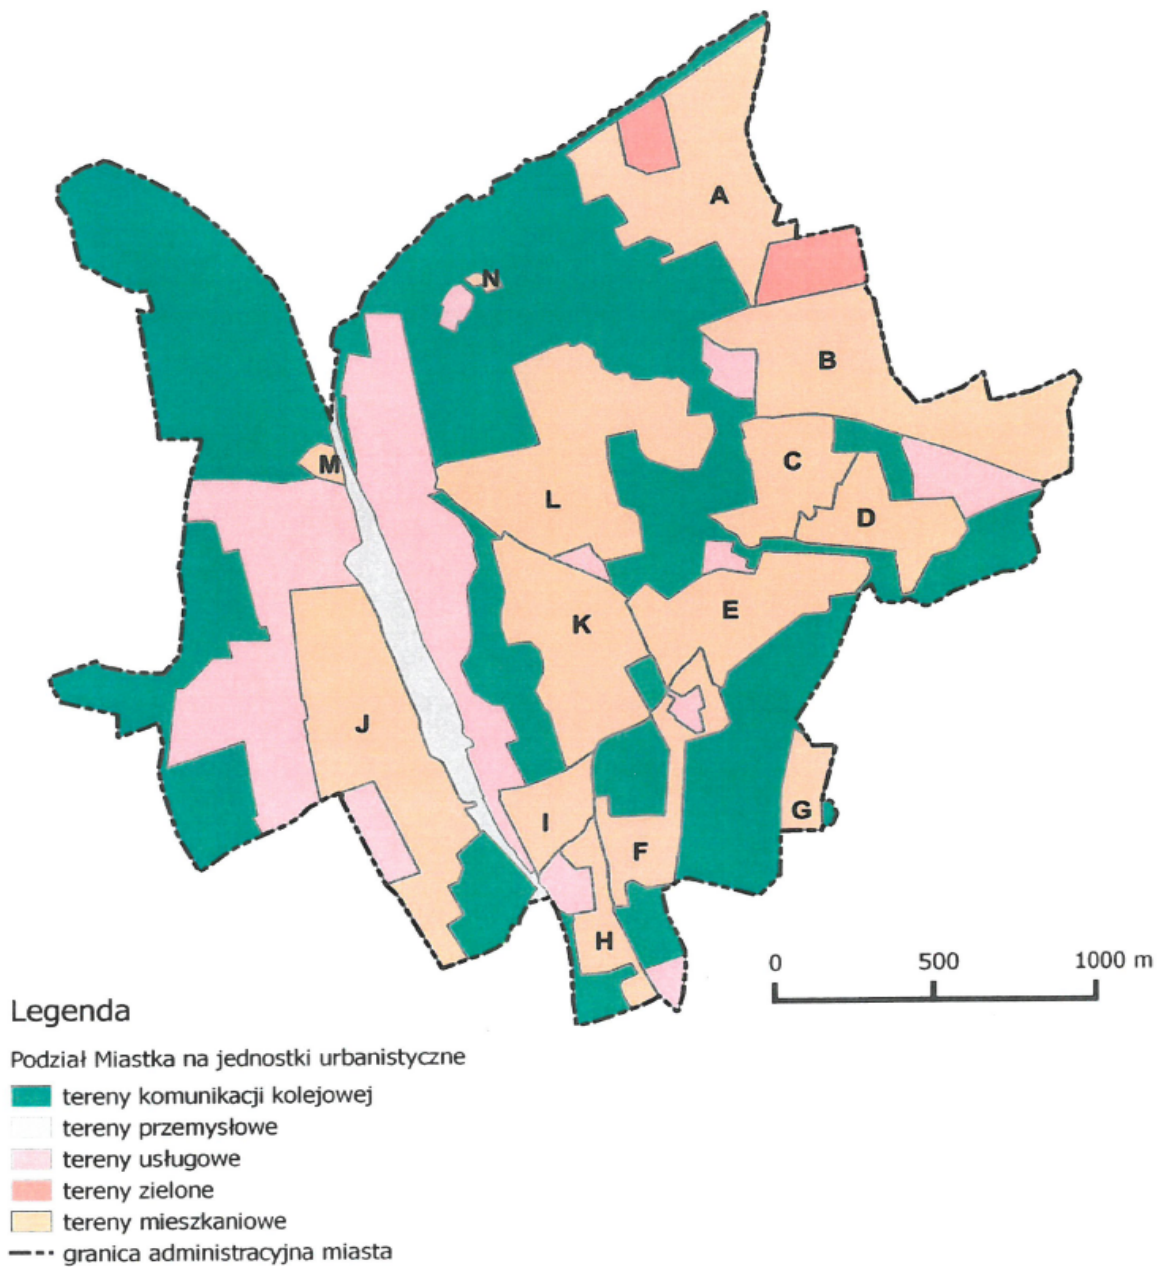 A
N
B
M
C
L
D
K
E
J
G
I
F
H
0 500 1000 m
Legenda
Podział Miastka na jednostki urbanistyczne
tereny komunikacji kolejowej
tereny przemysłowe
tereny usługowe
tereny zielone
tereny mieszkaniowe
granica administracyjna miasta